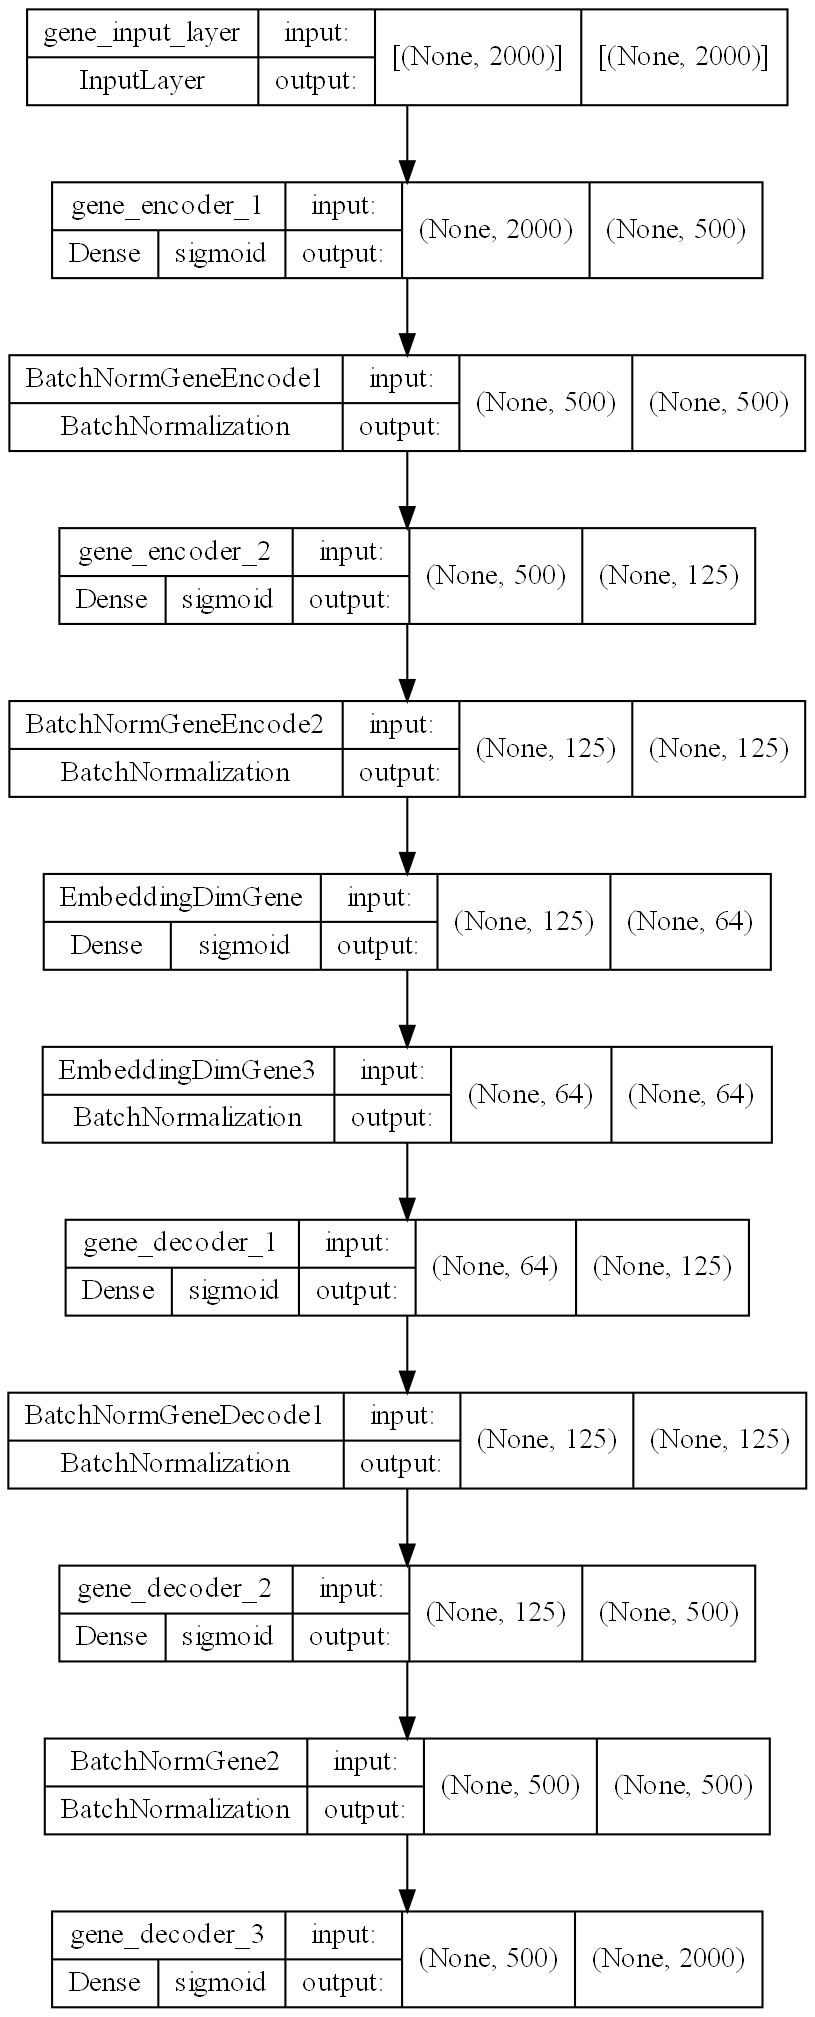 gene_input_layer input: [(None, 2000)] [(None, 2000)]
InputLayer output:
gene_encoder_1 input: (None, 2000) (None, 500)
Dense sigmoid output:
BatchNormGeneEncode1 input: (None, 500) (None, 500)
BatchNormalization output:
gene_encoder_2 input: (None, 500) (None, 125)
Dense sigmoid output:
BatchNormGeneEncode2 input: (None, 125) (None, 125)
BatchNormalization output:
EmbeddingDimGene input: (None, 125) (None, 64)
Dense sigmoid output:
EmbeddingDimGene3 input: (None, 64) (None, 64)
BatchNormalization output:
gene_decoder_1 input: (None, 64) (None, 125)
Dense sigmoid output:
BatchNormGeneDecode1 input: (None, 125) (None, 125)
BatchNormalization output:
gene_decoder_2 input: (None, 125) (None, 500)
Dense sigmoid output:
BatchNormGene2 input: (None, 500) (None, 500)
BatchNormalization output:
gene_decoder_3 input: (None, 500) (None, 2000)
Dense sigmoid output: